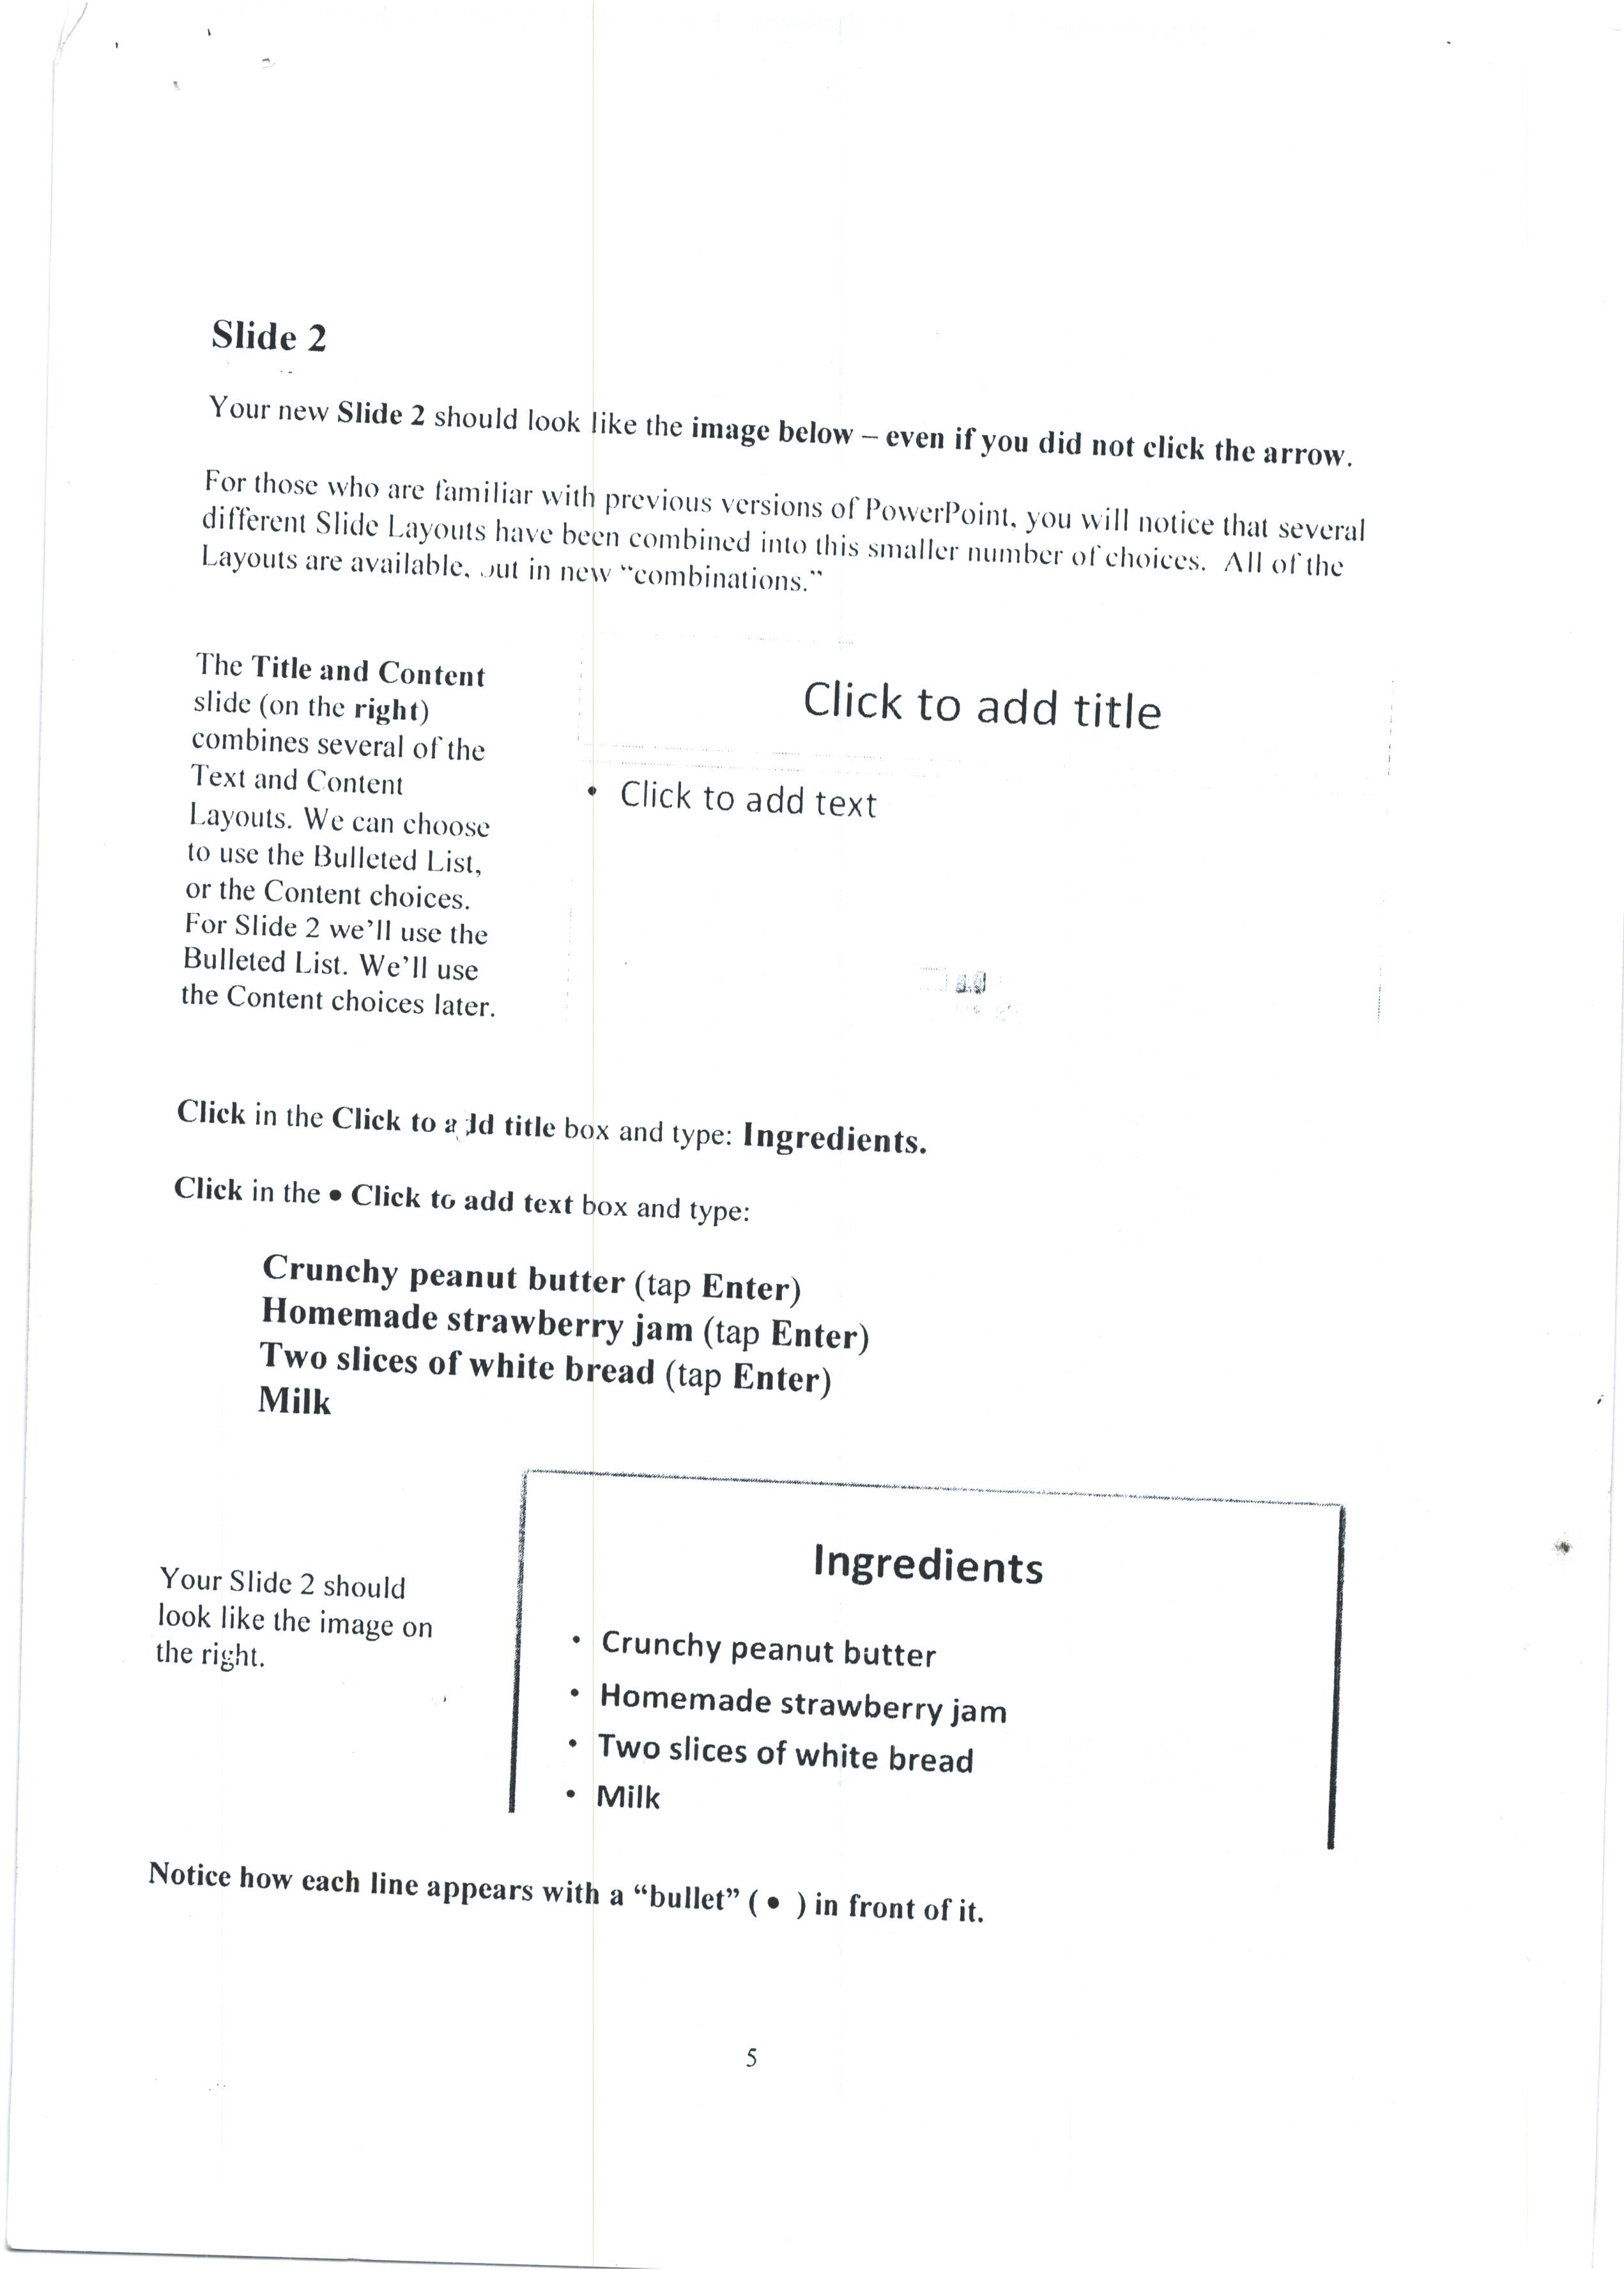 Slide 2
Your new Slide 2 should look like the image below – even if you did not click the arrow.
For those who are familiar with previous versions of PowerPoint, you will notice that several
different Slide Layouts have been combined into this smaller number of choices.  All of the
Layouts are available, but in new “combinations.”
The Title and Content
slide (on the right)
combines several of the
Text and Content
Layouts. We can choose
to use the Bulleted List,
or the Content choices.
For Slide 2 we’ll use the
Bulleted List. We’ll use
the Content choices later.
Click to add title
• Click to add text
Click in the Click to add title box and type: Ingredients.
Click in the • Click to add text box and type:
Crunchy peanut butter (tap Enter)
Homemade strawberry jam (tap Enter)
Two slices of white bread (tap Enter)
Milk
Your Slide 2 should
look like the image on
the right.
Ingredients
• Crunchy peanut butter
• Homemade strawberry jam
• Two slices of white bread
• Milk
Notice how each line appears with a “bullet” ( • ) in front of it.
5